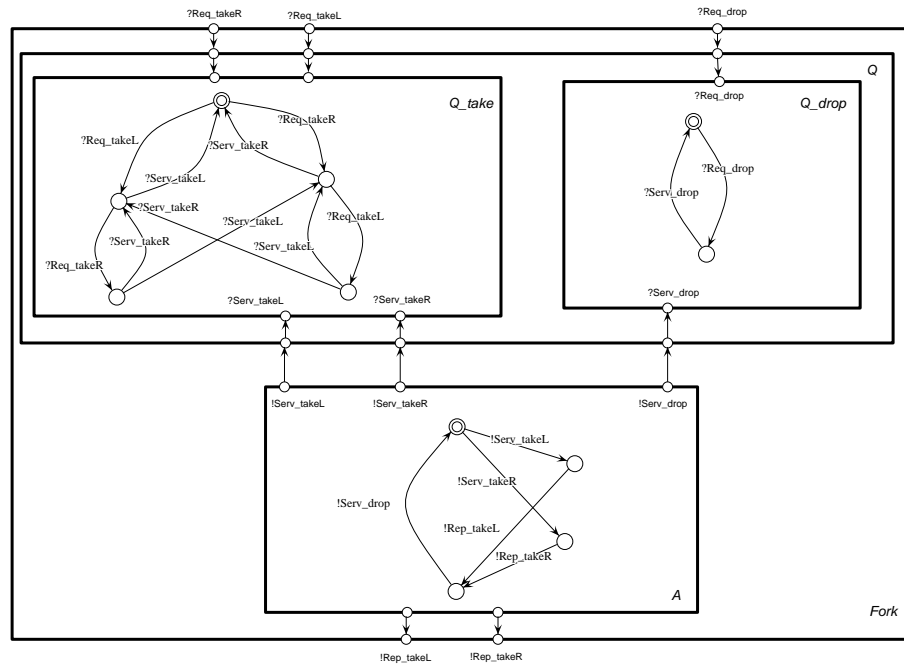 ?Req_takeR
?Req_takeL
?Req_drop
Q
Q_take
?Req_drop
Q_drop
?Req_takeL
?Req_takeR
?Serv_takeR
?Serv_takeL
?Req_drop
?Serv_drop
?Serv_takeR
?Serv_takeL
?Req_takeL
?Serv_takeR
?Serv_takeL
?Req_takeR
?Serv_takeL
?Serv_takeR
?Serv_drop
!Serv_takeL
!Serv_takeR
!Serv_drop
!Serv_takeL
!Serv_takeR
!Serv_drop
!Rep_takeL
!Rep_takeR
A
Fork
!Rep_takeL
!Rep_takeR